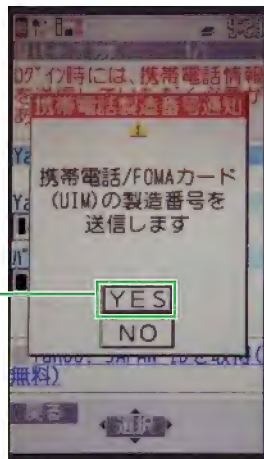 ログイン時には、携帯電話情報
携帯電話製造番号通知
携帯電話/FOMAカード
(UIM)の製造番号を
送信します
YES
NO
Yahoo! JAPAN IDを取得(
無料)
戻る
選択